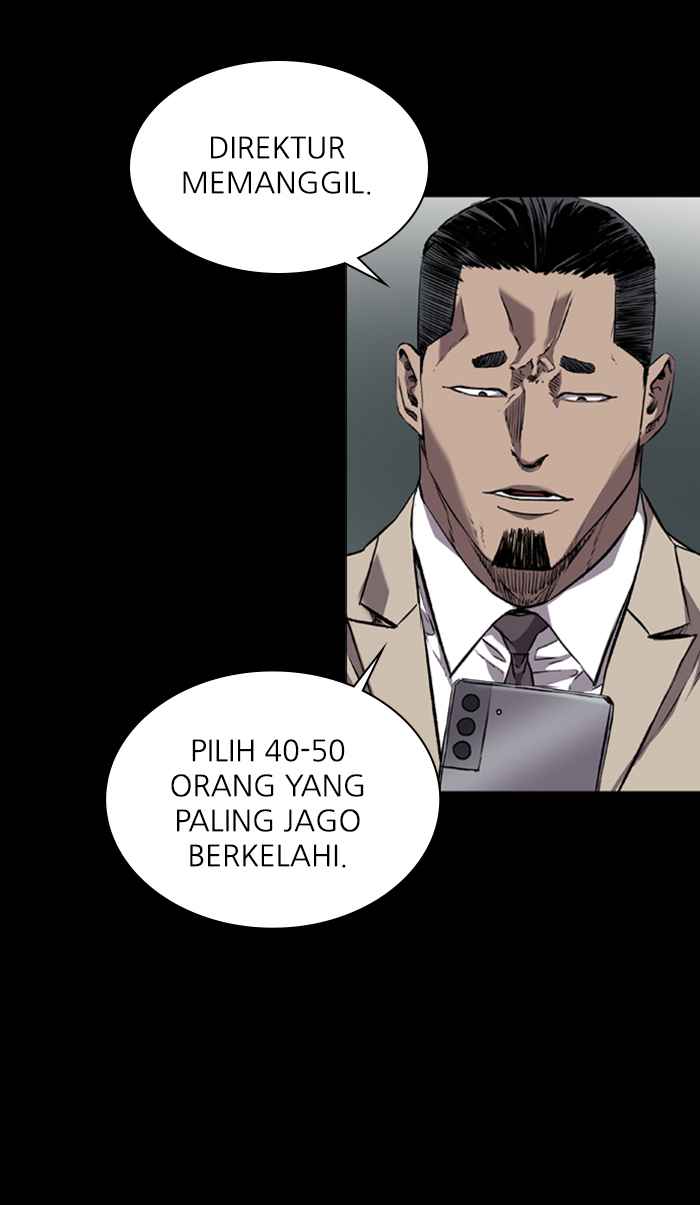 DIREKTUR
MEMANGGIL.
PILIH 40-50
ORANG YANG
PALING JAGO
BERKELAHI.